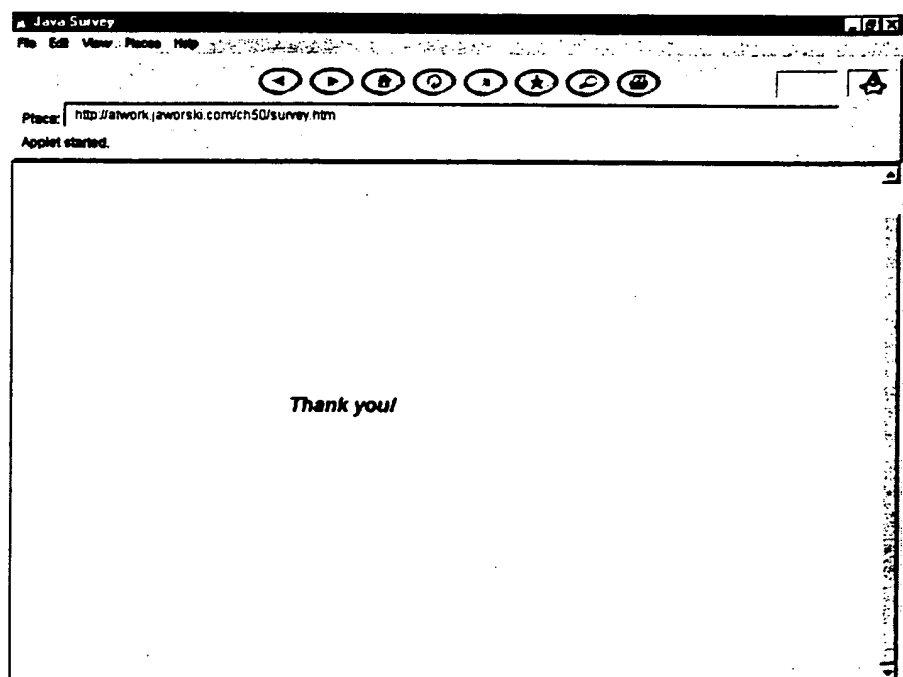 Java Survey
File Edit View Places Help
Place: http://atwork.jaworski.com/ch50/survey.htm
Applet started.
Thank you!